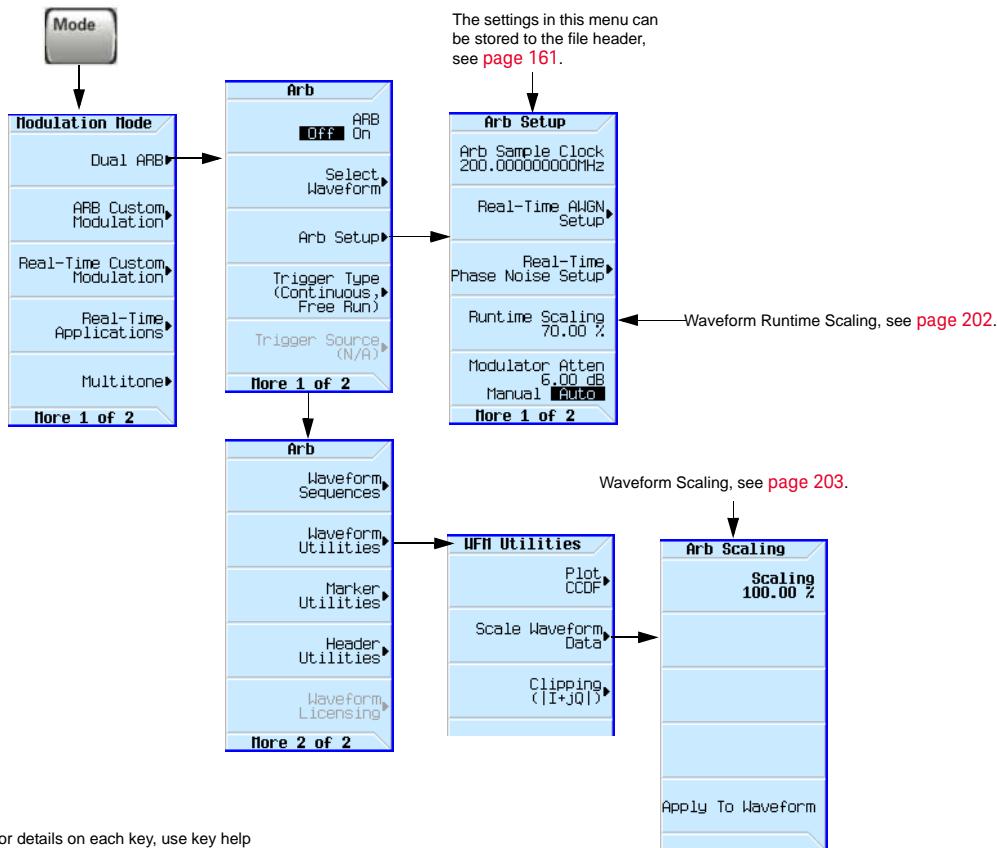 Mode
The settings in this menu can
be stored to the file header,
see page 161.
Modulation Mode
Dual ARB
ARB Custom
Modulation
Real-Time Custom
Modulation
Real-Time
Applications
Multitone
More 1 of 2
Arb
ARB
Off On
Select
Waveform
Arb Setup
Trigger Type
(Continuous,
Free Run)
Trigger Source
(N/A)
More 1 of 2
Arb Setup
Arb Sample Clock
200.000000000MHz
Real-Time AWGN
Setup
Real-Time
Phase Noise Setup
Runtime Scaling
70.00 %
Modulator Atten
6.00 dB
Manual Auto
More 1 of 2
Waveform Runtime Scaling, see page 202.
Arb
Waveform
Sequences
Waveform
Utilities
Marker
Utilities
Header
Utilities
Waveform
Licensing
More 2 of 2
WFM Utilities
Plot
CCDF
Scale Waveform
Data
Clipping
(|I+jQ|)
Waveform Scaling, see page 203.
Arb Scaling
Scaling
100.00 %
Apply To Waveform
or details on each key, use key help